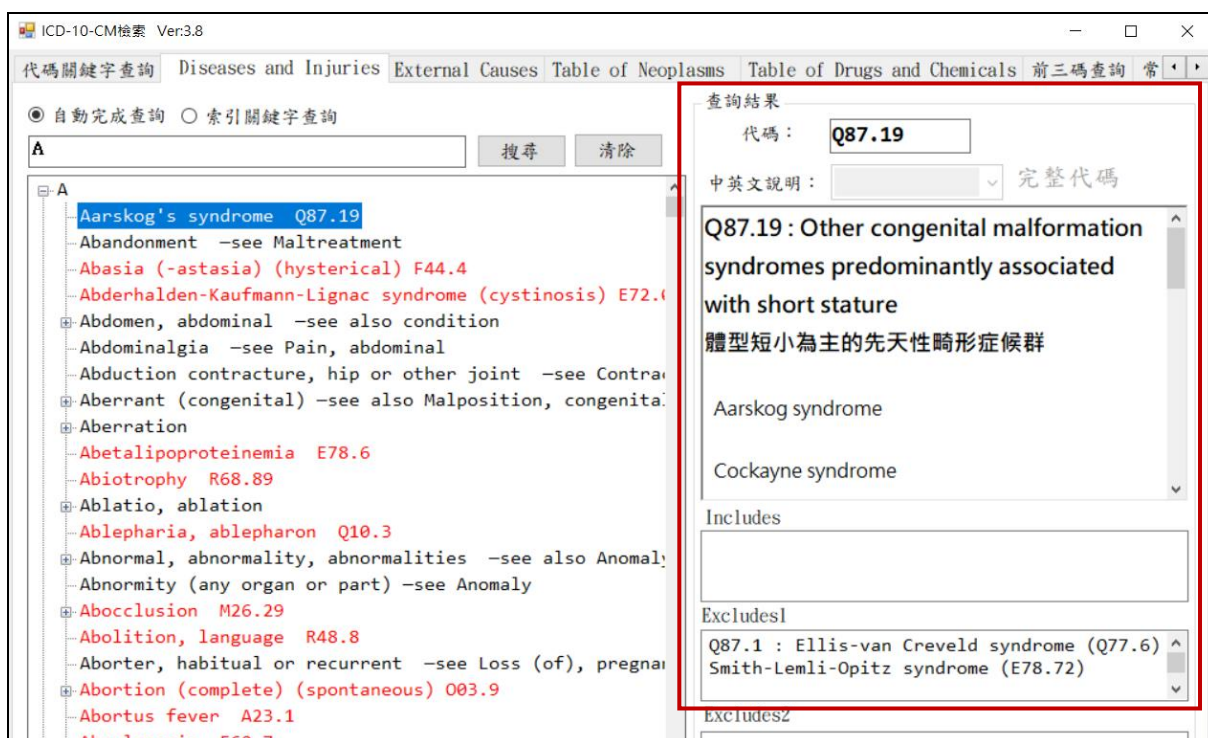 ICD-10-CM檢索 Ver:3.8
代碼關鍵字查詢 Diseases and Injuries External Causes Table of Neoplasms Table of Drugs and Chemicals 前三碼查詢 常
自動完成查詢 索引關鍵字查詢
A 搜尋 清除
A
Aarskog's syndrome Q87.19
Abandonment —see Maltreatment
Abasia (-astasia) (hysterical) F44.4
Abderhalden-Kaufmann-Lignac syndrome (cystinosis) E72.0
Abdomen, abdominal —see also condition
Abdominalgia —see Pain, abdominal
Abduction contracture, hip or other joint —see Contra
Aberrant (congenital) —see also Malposition, congenital
Aberration
Abetalipoproteinemia E78.6
Abiotrophy R68.89
Ablatio, ablation
Ablepharia, ablepharon Q10.3
Abnormal, abnormality, abnormalities —see also Anomaly
Abnormity (any organ or part) —see Anomaly
Abocclusion M26.29
Abolition, language R48.8
Aborter, habitual or recurrent —see Loss (of), pregna
Abortion (complete) (spontaneous) O03.9
Abortus fever A23.1
查詢結果
代碼： Q87.19
中英文說明： 完整代碼
Q87.19 : Other congenital malformation
syndromes predominantly associated
with short stature
體型短小為主的先天性畸形症候群
Aarskog syndrome
Cockayne syndrome
Includes
Excludes1
Q87.1 : Ellis-van Creveld syndrome (Q77.6)
Smith-Lemli-Opitz syndrome (E78.72)
Excludes2